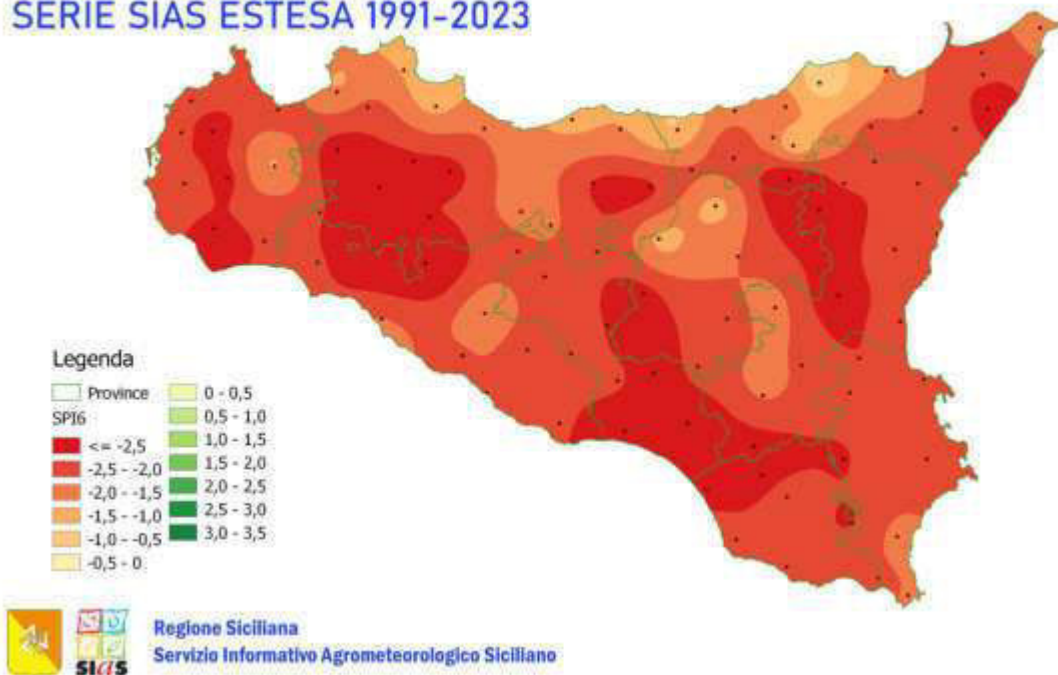 SERIE SIAS ESTESA 1991-2023
Legenda
Province
SPI6
<= -2,5
-2,5 - -2,0
-2,0 - -1,5
-1,5 - -1,0
-1,0 - -0,5
-0,5 - 0
0 - 0,5
0,5 - 1,0
1,0 - 1,5
1,5 - 2,0
2,0 - 2,5
2,5 - 3,0
3,0 - 3,5
SIAS
Regione Siciliana
Servizio Informativo Agrometeorologico Siciliano